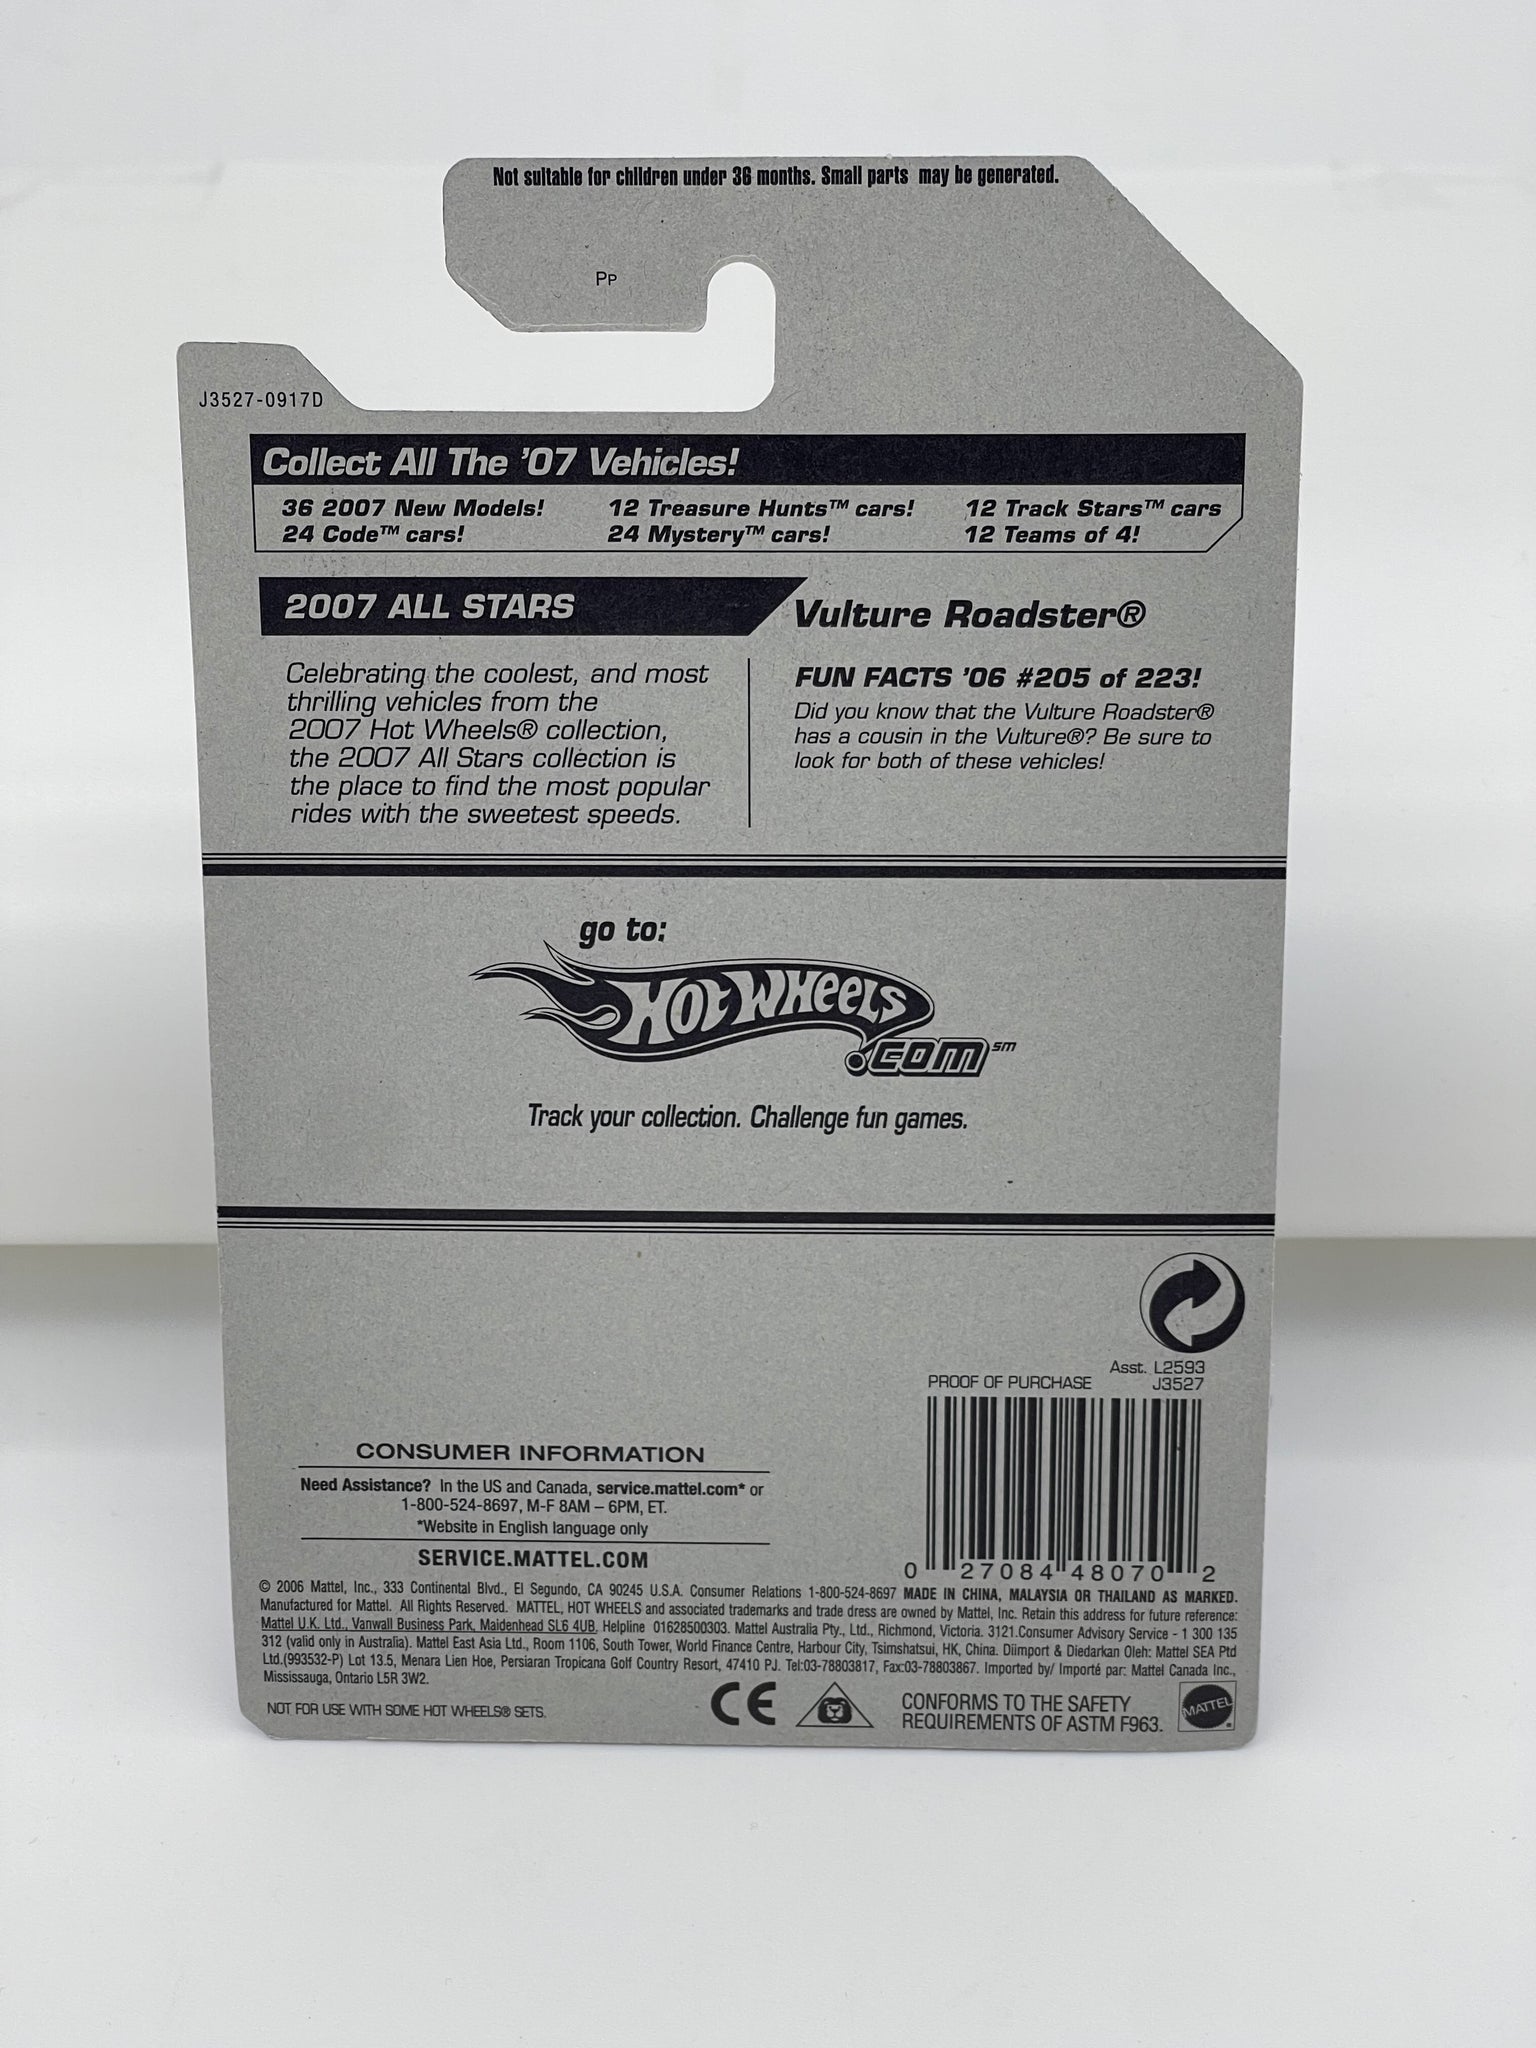 Not suitable for children under 36 months. Small parts may be generated.
PP
J3527-0917D
Collect All The '07 Vehicles!
36 2007 New Models! 12 Treasure Hunts™ cars! 12 Track Stars™ cars
24 Code™ cars! 24 Mystery™ cars! 12 Teams of 4!
2007 ALL STARS
Celebrating the coolest, and most
thrilling vehicles from the
2007 Hot Wheels® collection,
the 2007 All Stars collection is
the place to find the most popular
rides with the sweetest speeds.
Vulture Roadster®
FUN FACTS '06 #205 of 223!
Did you know that the Vulture Roadster®
has a cousin in the Vulture®? Be sure to
look for both of these vehicles!
go to:
Hot Wheels
.com℠
Track your collection. Challenge fun games.
Asst. L2593
PROOF OF PURCHASE J3527
0 27084 48070 2
CONSUMER INFORMATION
Need Assistance? In the US and Canada, service.mattel.com* or
1-800-524-8697, M-F 8AM – 6PM, ET.
*Website in English language only
SERVICE.MATTEL.COM
© 2006 Mattel, Inc., 333 Continental Blvd., El Segundo, CA 90245 U.S.A. Consumer Relations 1-800-524-8697 MADE IN CHINA, MALAYSIA OR THAILAND AS MARKED.
Manufactured for Mattel. All Rights Reserved. MATTEL, HOT WHEELS and associated trademarks and trade dress are owned by Mattel, Inc. Retain this address for future reference:
Mattel U.K. Ltd., Vanwall Business Park, Maidenhead SL6 4UB. Helpline 01628500303. Mattel Australia Pty., Ltd., Richmond, Victoria. 3121.Consumer Advisory Service - 1 300 135
312 (valid only in Australia). Mattel East Asia Ltd., Room 1106, South Tower, World Finance Centre, Harbour City, Tsimshatsui, HK, China. Diimport & Diedarkan Oleh: Mattel SEA Ptd
Ltd.(993532-P) Lot 13.5, Menara Lien Hoe, Persiaran Tropicana Golf Country Resort, 47410 PJ. Tel:03-78803817, Fax:03-78803867. Imported by/ Importé par: Mattel Canada Inc.,
Mississauga, Ontario L5R 3W2.
NOT FOR USE WITH SOME HOT WHEELS® SETS.
CE
CONFORMS TO THE SAFETY
REQUIREMENTS OF ASTM F963.
MATTEL